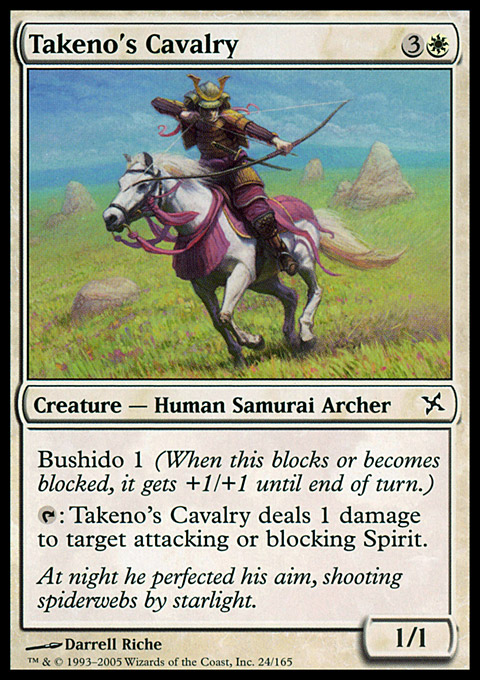 Takeno's Cavalry 3
Creature — Human Samurai Archer
Bushido 1 (When this blocks or becomes
blocked, it gets +1/+1 until end of turn.)
: Takeno's Cavalry deals 1 damage
to target attacking or blocking Spirit.
At night he perfected his aim, shooting
spiderwebs by starlight.
Darrell Riche
1/1
™ & © 1993–2005 Wizards of the Coast, Inc. 24/165